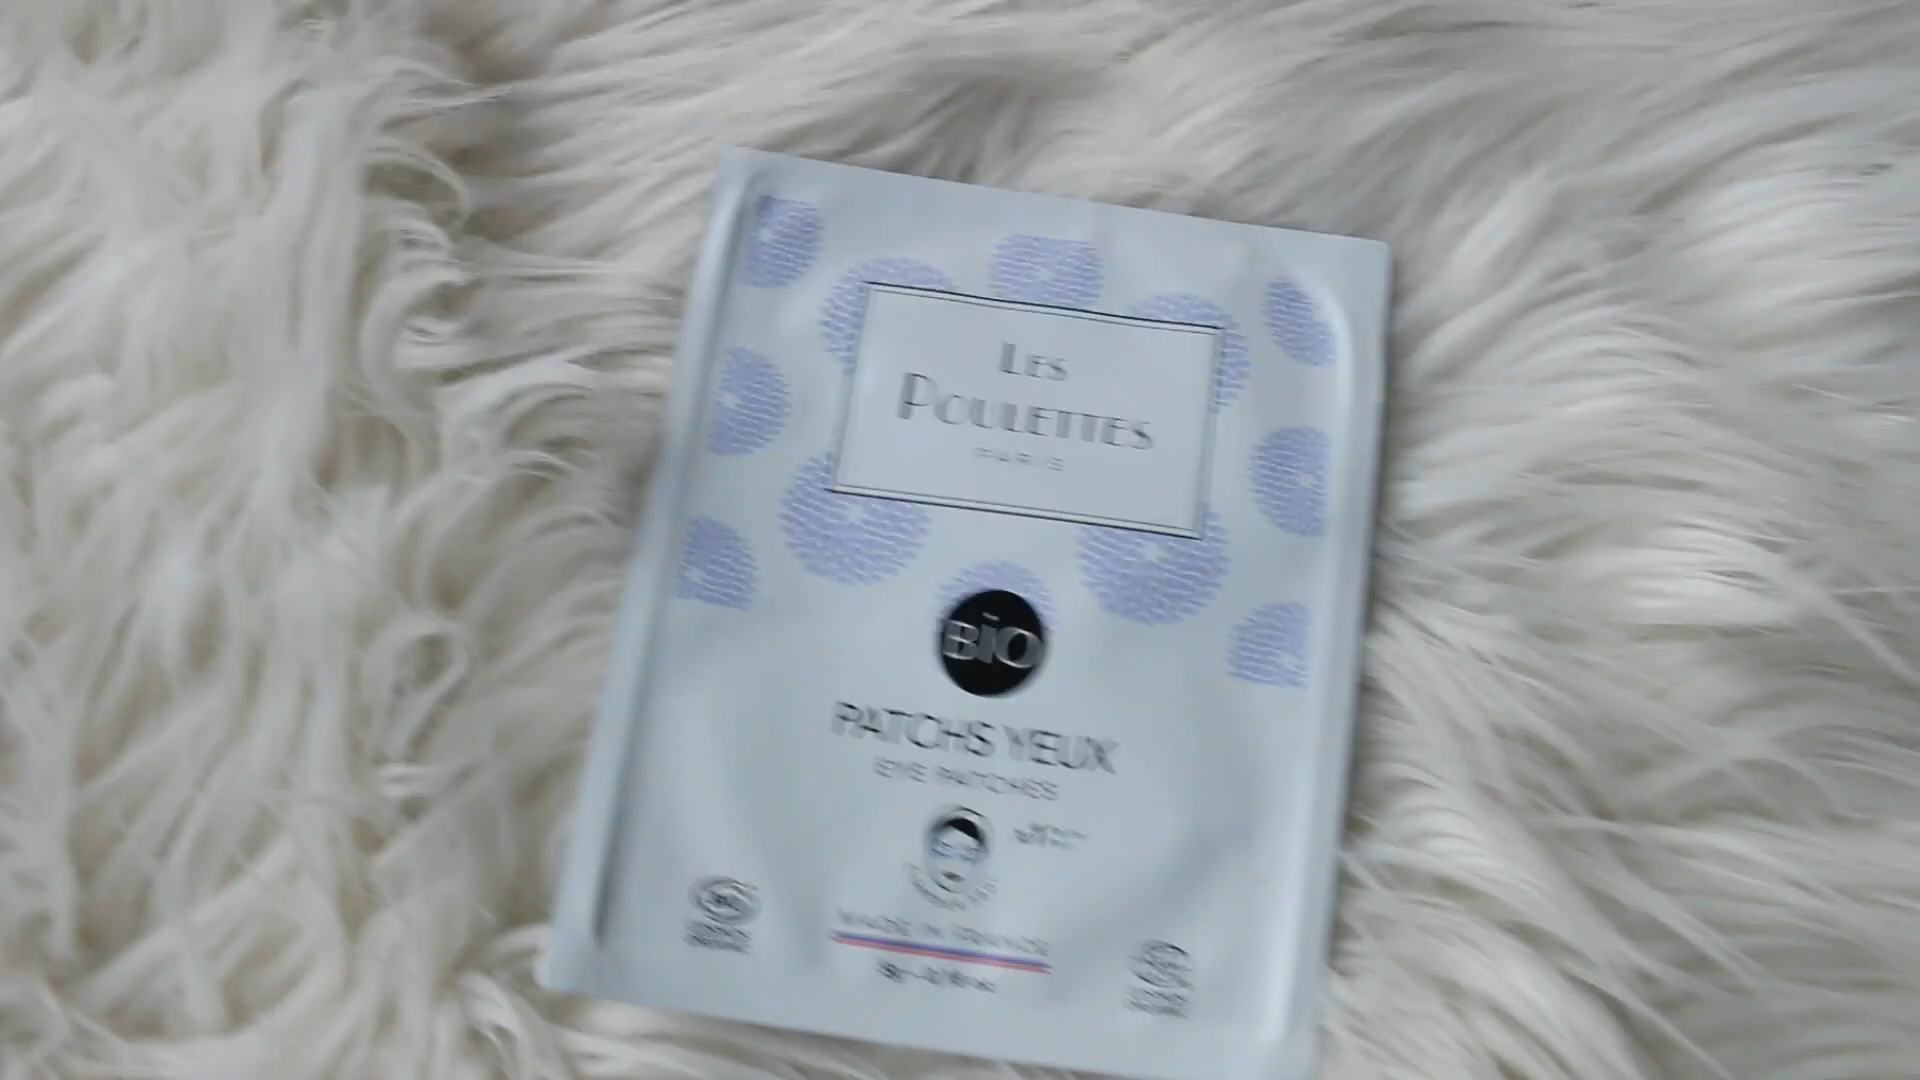 LES
POULETTES
PARIS
BIO
PATCHS YEUX
EYE PATCHES
MADE IN FRANCE